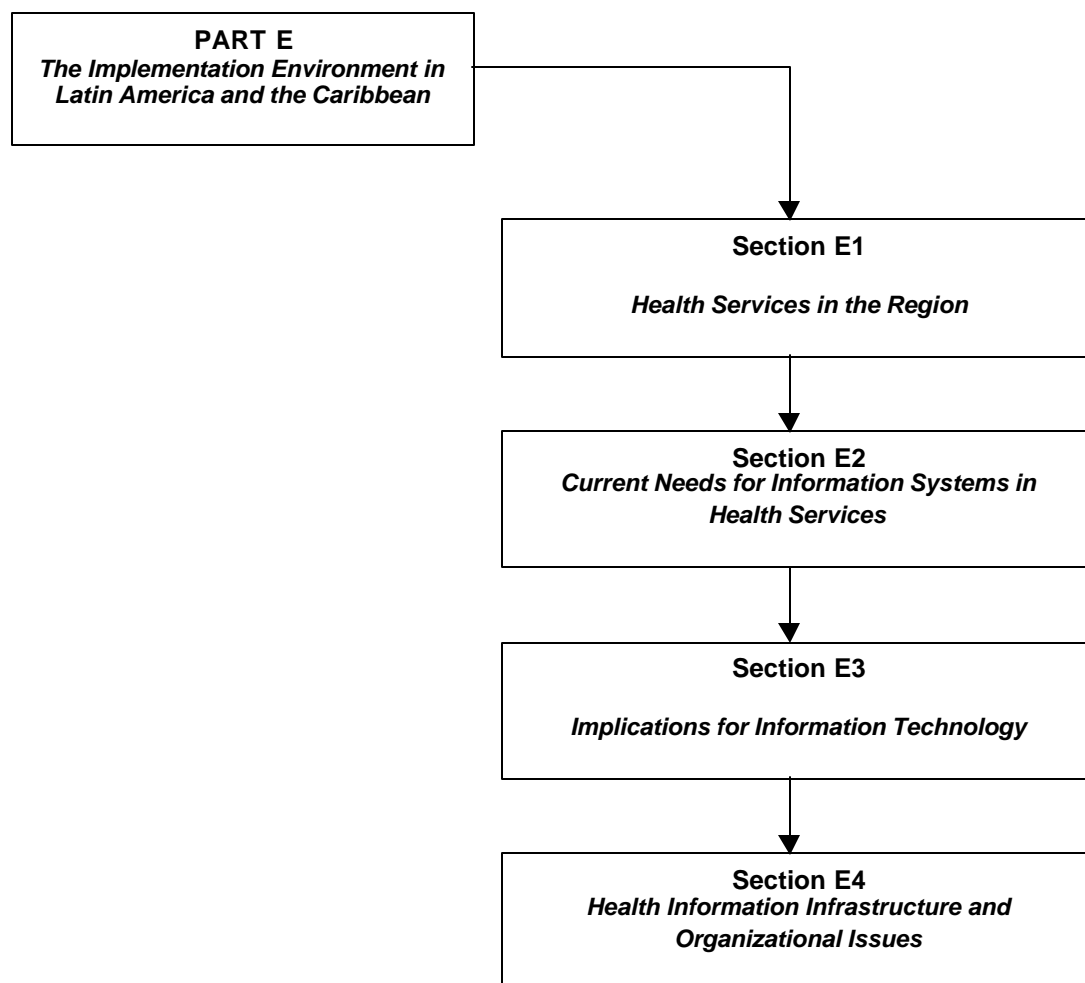 PART E
The Implementation Environment in
Latin America and the Caribbean
Section E1
Health Services in the Region
Section E2
Current Needs for Information Systems in
Health Services
Section E3
Implications for Information Technology
Section E4
Health Information Infrastructure and
Organizational Issues